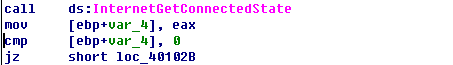 call ds:InternetGetConnectedState
mov [ebp+var_4], eax
cmp [ebp+var_4], 0
jz short loc_40102B